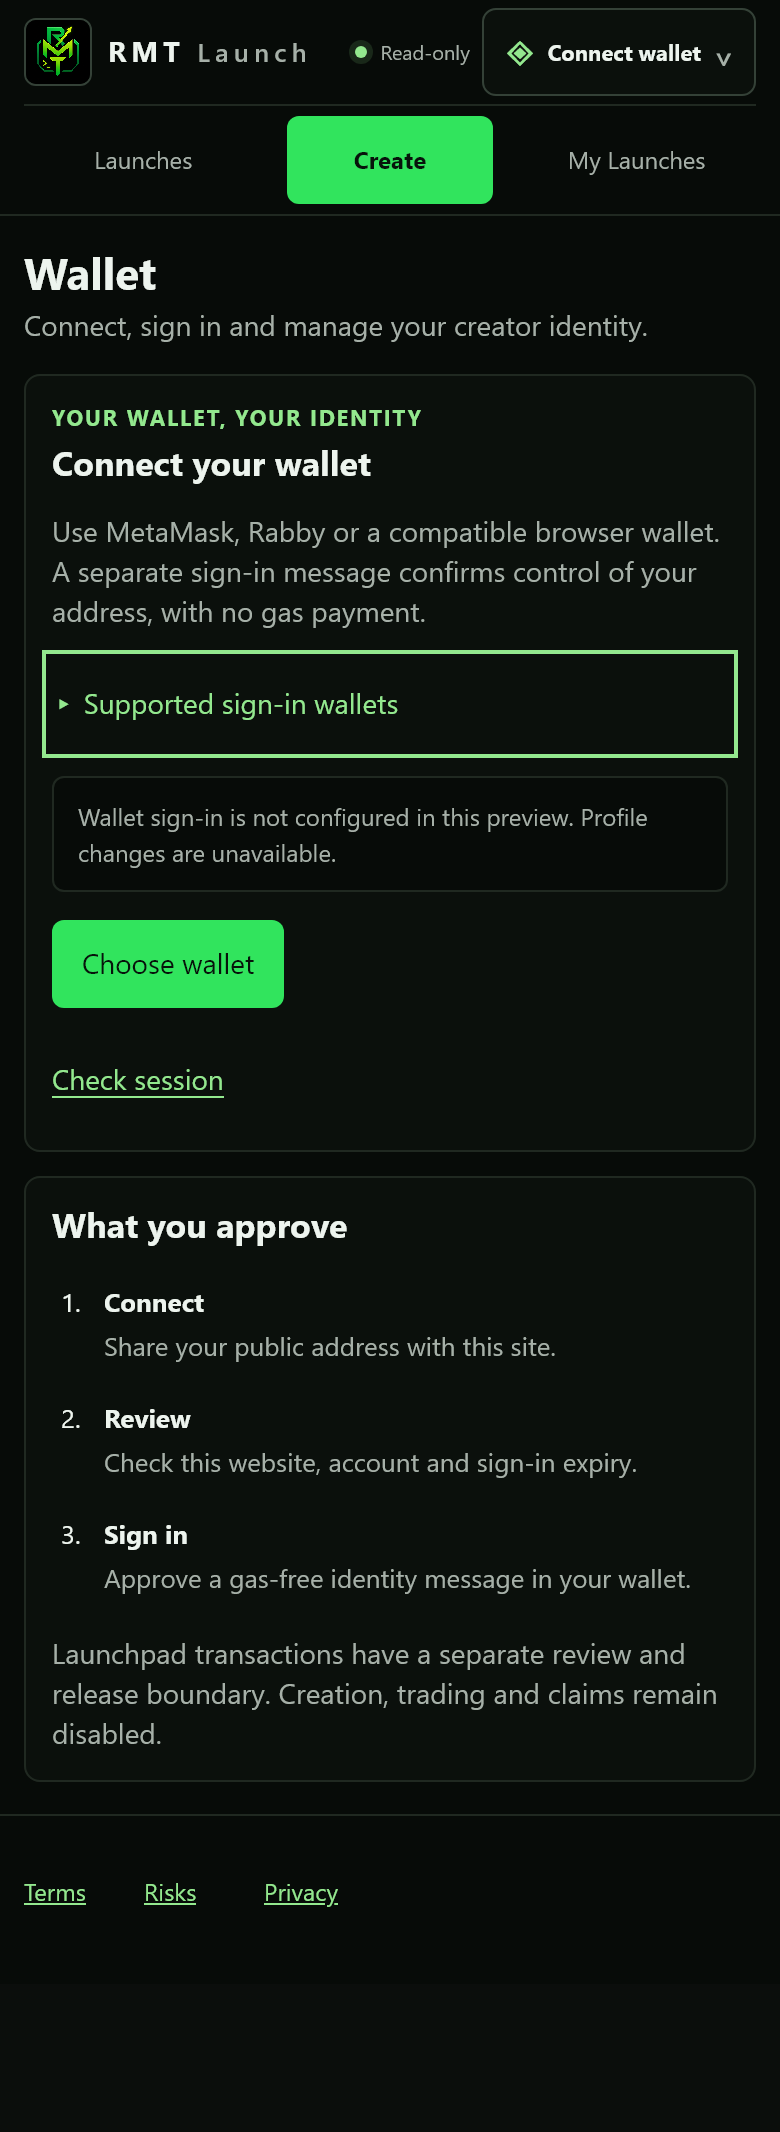 RMT Launch
Read-only
Connect wallet
Launches
Create
My Launches
Wallet
Connect, sign in and manage your creator identity.
YOUR WALLET, YOUR IDENTITY
Connect your wallet
Use MetaMask, Rabby or a compatible browser wallet.
A separate sign-in message confirms control of your
address, with no gas payment.
Supported sign-in wallets
Wallet sign-in is not configured in this preview. Profile
changes are unavailable.
Choose wallet
Check session
What you approve
1. Connect
Share your public address with this site.
2. Review
Check this website, account and sign-in expiry.
3. Sign in
Approve a gas-free identity message in your wallet.
Launchpad transactions have a separate review and
release boundary. Creation, trading and claims remain
disabled.
Terms
Risks
Privacy